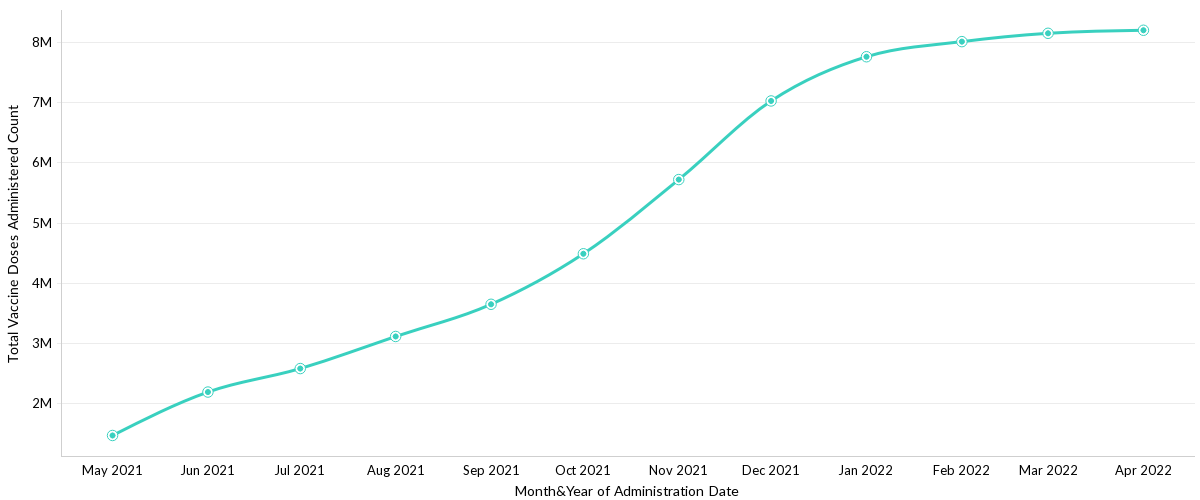 Total Vaccine Doses Administered Count
8M
7M
6M
5M
4M
3M
2M
May 2021 Jun 2021 Jul 2021 Aug 2021 Sep 2021 Oct 2021 Nov 2021 Dec 2021 Jan 2022 Feb 2022 Mar 2022 Apr 2022
Month&Year of Administration Date